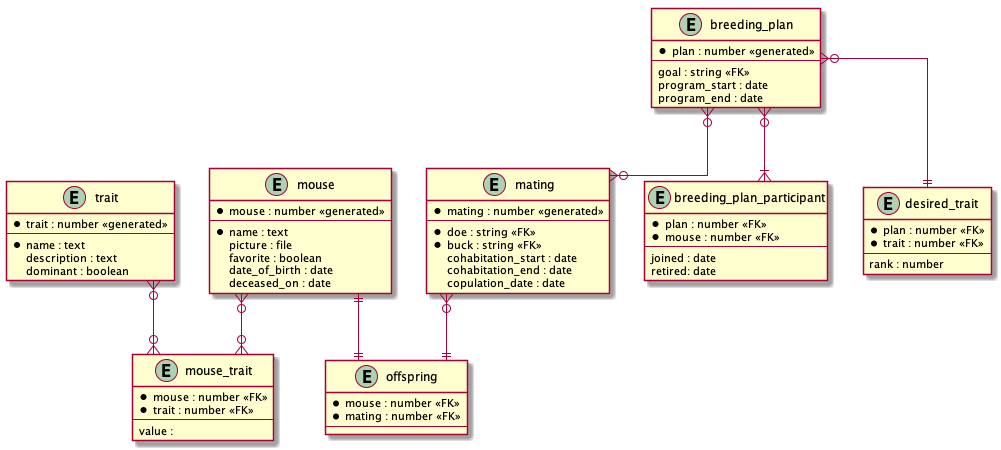 E breeding_plan
plan : number «generated»
goal : string «FK»
program_start : date
program_end : date
E trait
trait : number «generated»
name : text
description : text
dominant : boolean
E mouse
mouse : number «generated»
name : text
picture : file
favorite : boolean
date_of_birth : date
deceased_on : date
E mating
mating : number «generated»
doe : string «FK»
buck : string «FK»
cohabitation_start : date
cohabitation_end : date
copulation_date : date
E breeding_plan_participant
plan : number «FK»
mouse : number «FK»
joined : date
retired : date
E desired_trait
plan : number «FK»
trait : number «FK»
rank : number
E mouse_trait
mouse : number «FK»
trait : number «FK»
value :
E offspring
mouse : number «FK»
mating : number «FK»